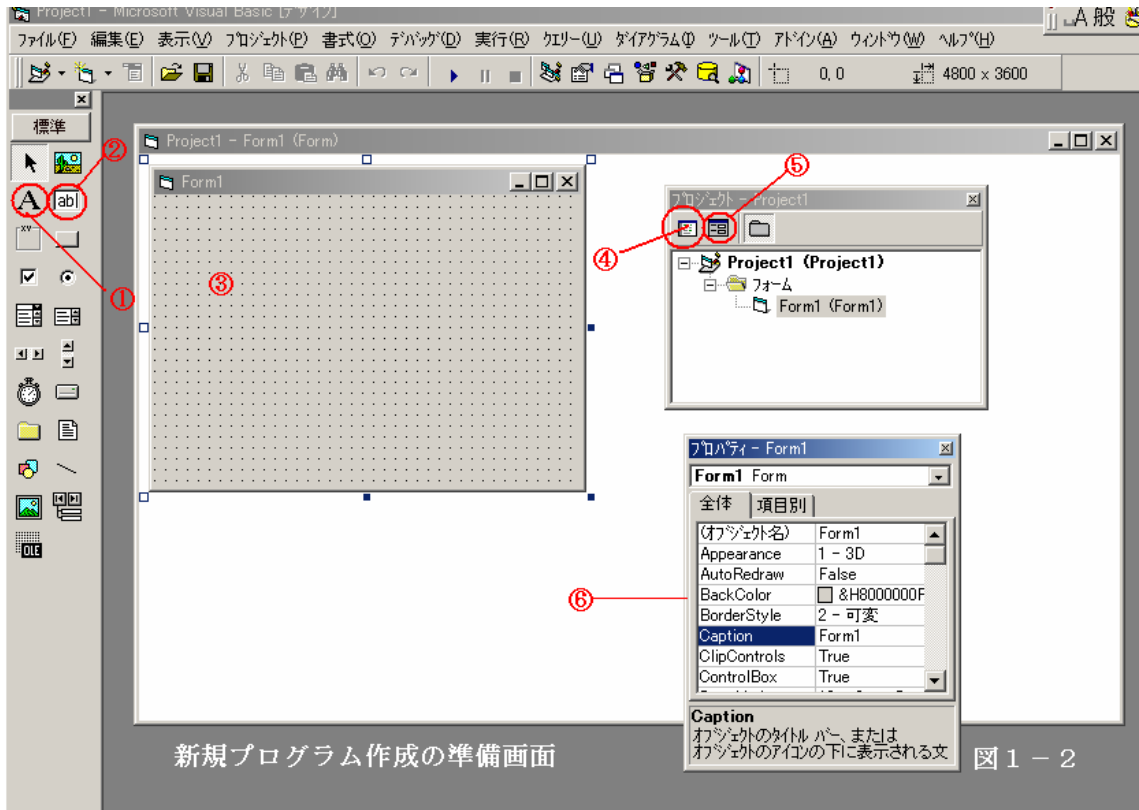 Project1 - Microsoft Visual Basic [デザイン]
A 般
ファイル(F) 編集(E) 表示(V) プロジェクト(P) 書式(O) デバッグ(D) 実行(R) クエリー(U) ダイアグラム(I) ツール(T) アドイン(A) ウィンドウ(W) ヘルプ(H)
0, 0
4800 × 3600
標準
②
A
ab|
XY
①
OLE
Project1 - Form1 (Form)
Form1
③
⑤
プロジェクト - Project1
④
Project1 (Project1)
フォーム
Form1 (Form1)
プロパティ - Form1
Form1 Form
全体 項目別
(オブジェクト名) Form1
Appearance 1 - 3D
AutoRedraw False
BackColor &H8000000F
⑥
BorderStyle 2 - 可変
Caption Form1
ClipControls True
ControlBox True
Caption
オブジェクトのタイトル バー、または
オブジェクトのアイコンの下に表示される文
新規プログラム作成の準備画面
図１－２